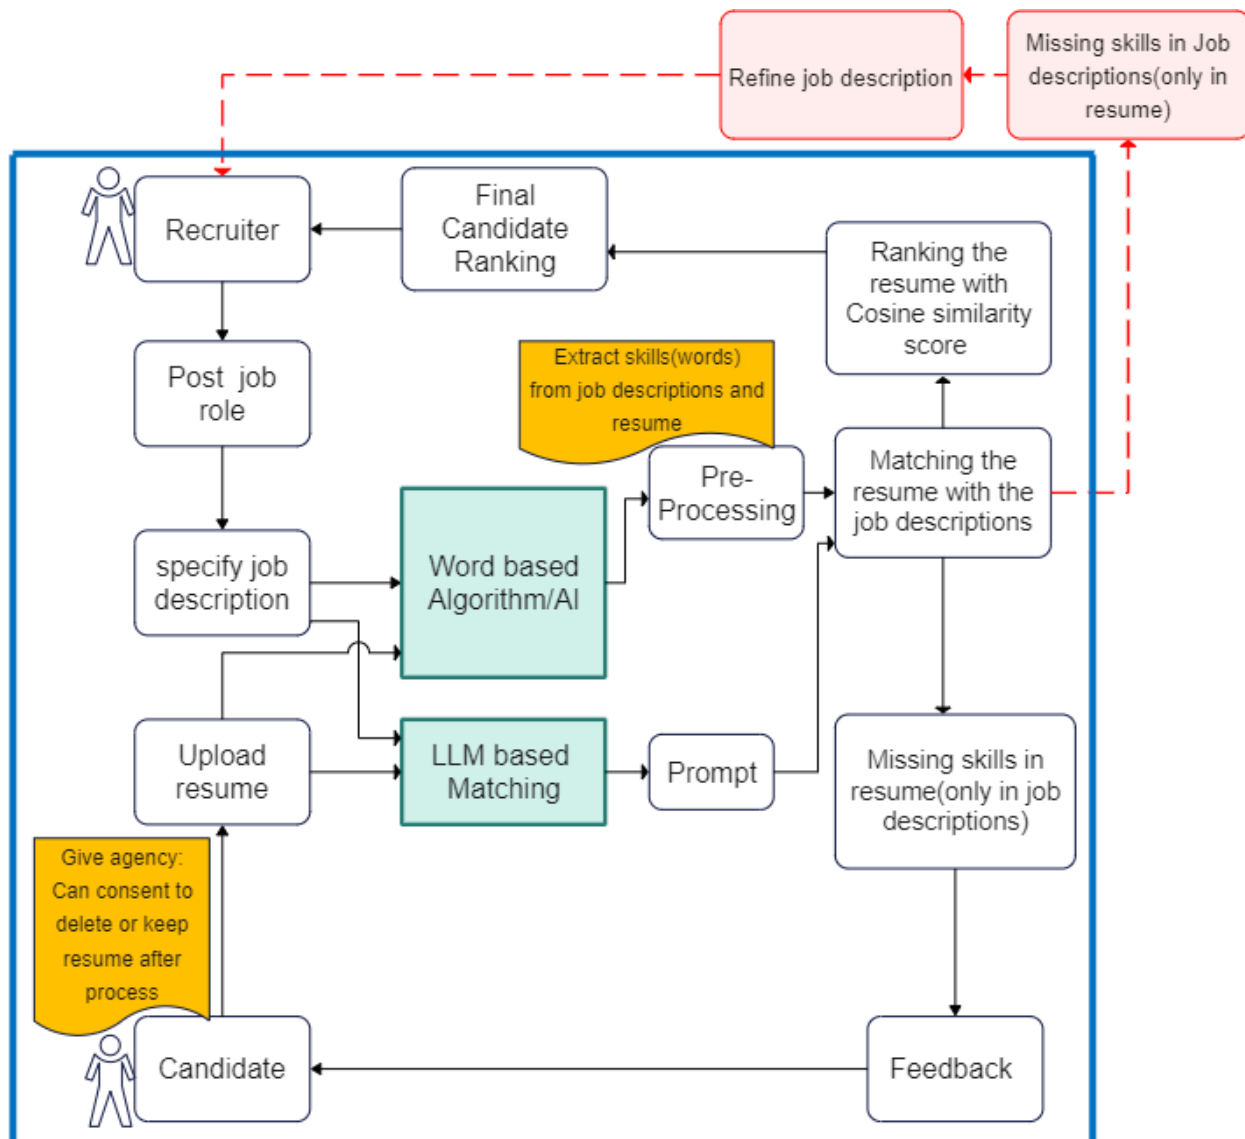 Refine job description
Missing skills in Job
descriptions(only in
resume)
Recruiter
Final
Candidate
Ranking
Ranking the
resume with
Cosine similarity
score
Post job
role
Extract skills(words)
from job descriptions and
resume
Pre-
Processing
Matching the
resume with the
job descriptions
specify job
description
Word based
Algorithm/AI
Upload
resume
LLM based
Matching
Prompt
Missing skills in
resume(only in job
descriptions)
Give agency:
Can consent to
delete or keep
resume after
process
Candidate
Feedback